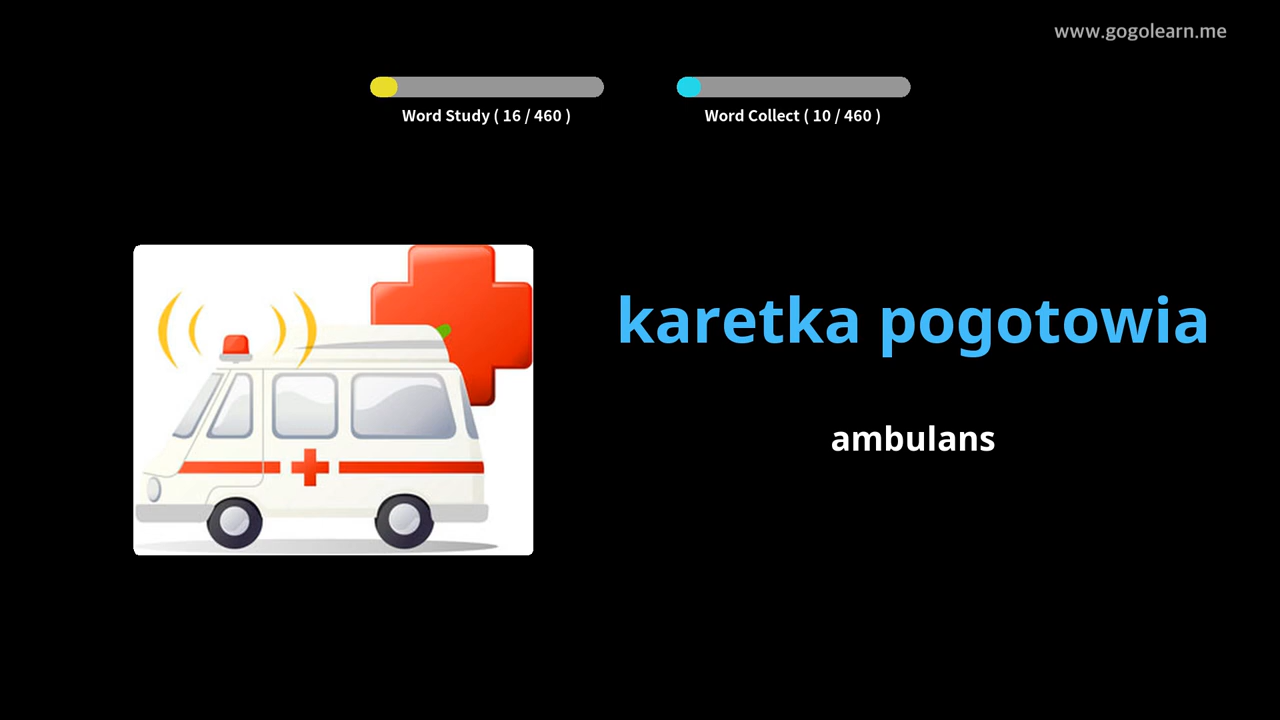 www.gogolearn.me
Word Study ( 16 / 460 )
Word Collect ( 10 / 460 )
karetka pogotowia
ambulans